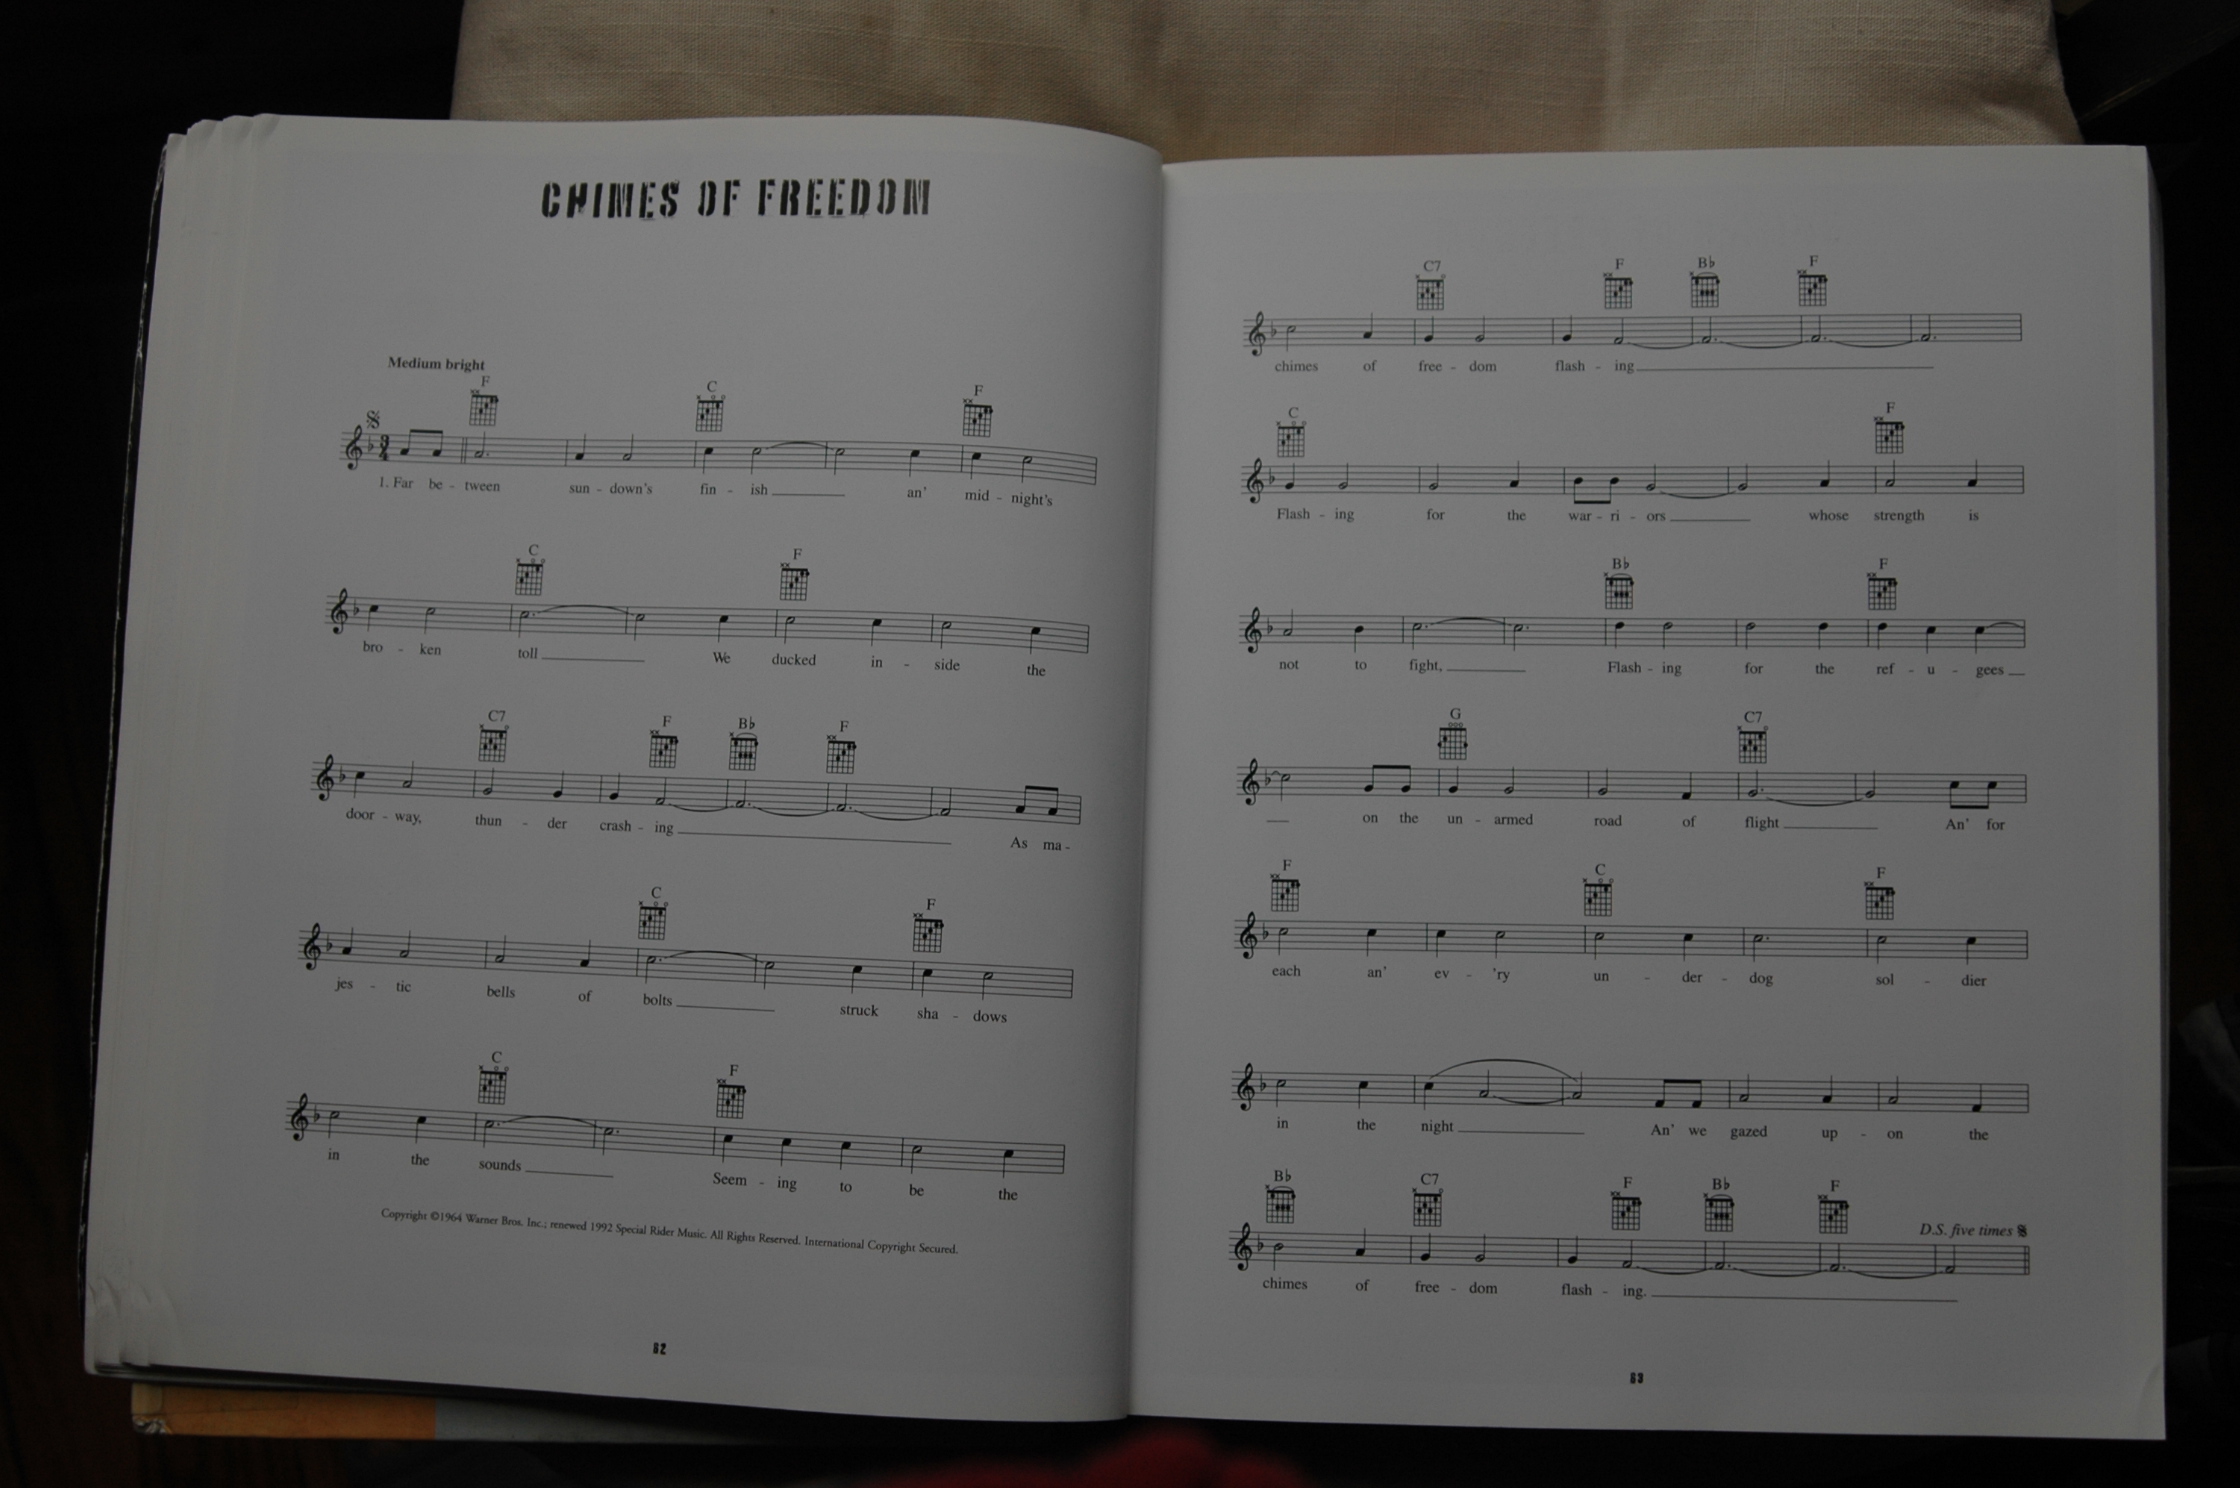 CHIMES OF FREEDOM
Medium bright
F C F
3 4
1. Far be - tween sun - down's fin - ish an' mid - night's
C F
bro - ken toll We ducked in - side the
C7 F B♭ F
door - way, thun - der crash - ing As ma -
C F
jes - tic bells of bolts struck sha - dows
C F
in the sounds Seem - ing to be the
Copyright ©1964 Warner Bros. Inc.; renewed 1992 Special Rider Music. All Rights Reserved. International Copyright Secured.
62
C7 F B♭ F
chimes of free - dom flash - ing
C F
Flash - ing for the war - ri - ors whose strength is
B♭ F
not to fight, Flash - ing for the ref - u - gees
G C7
on the un - armed road of flight An' for
F C F
each an' ev - 'ry un - der - dog sol - dier
in the night An' we gazed up - on the
B♭ C7 F B♭ F
D.S. five times
chimes of free - dom flash - ing.
63